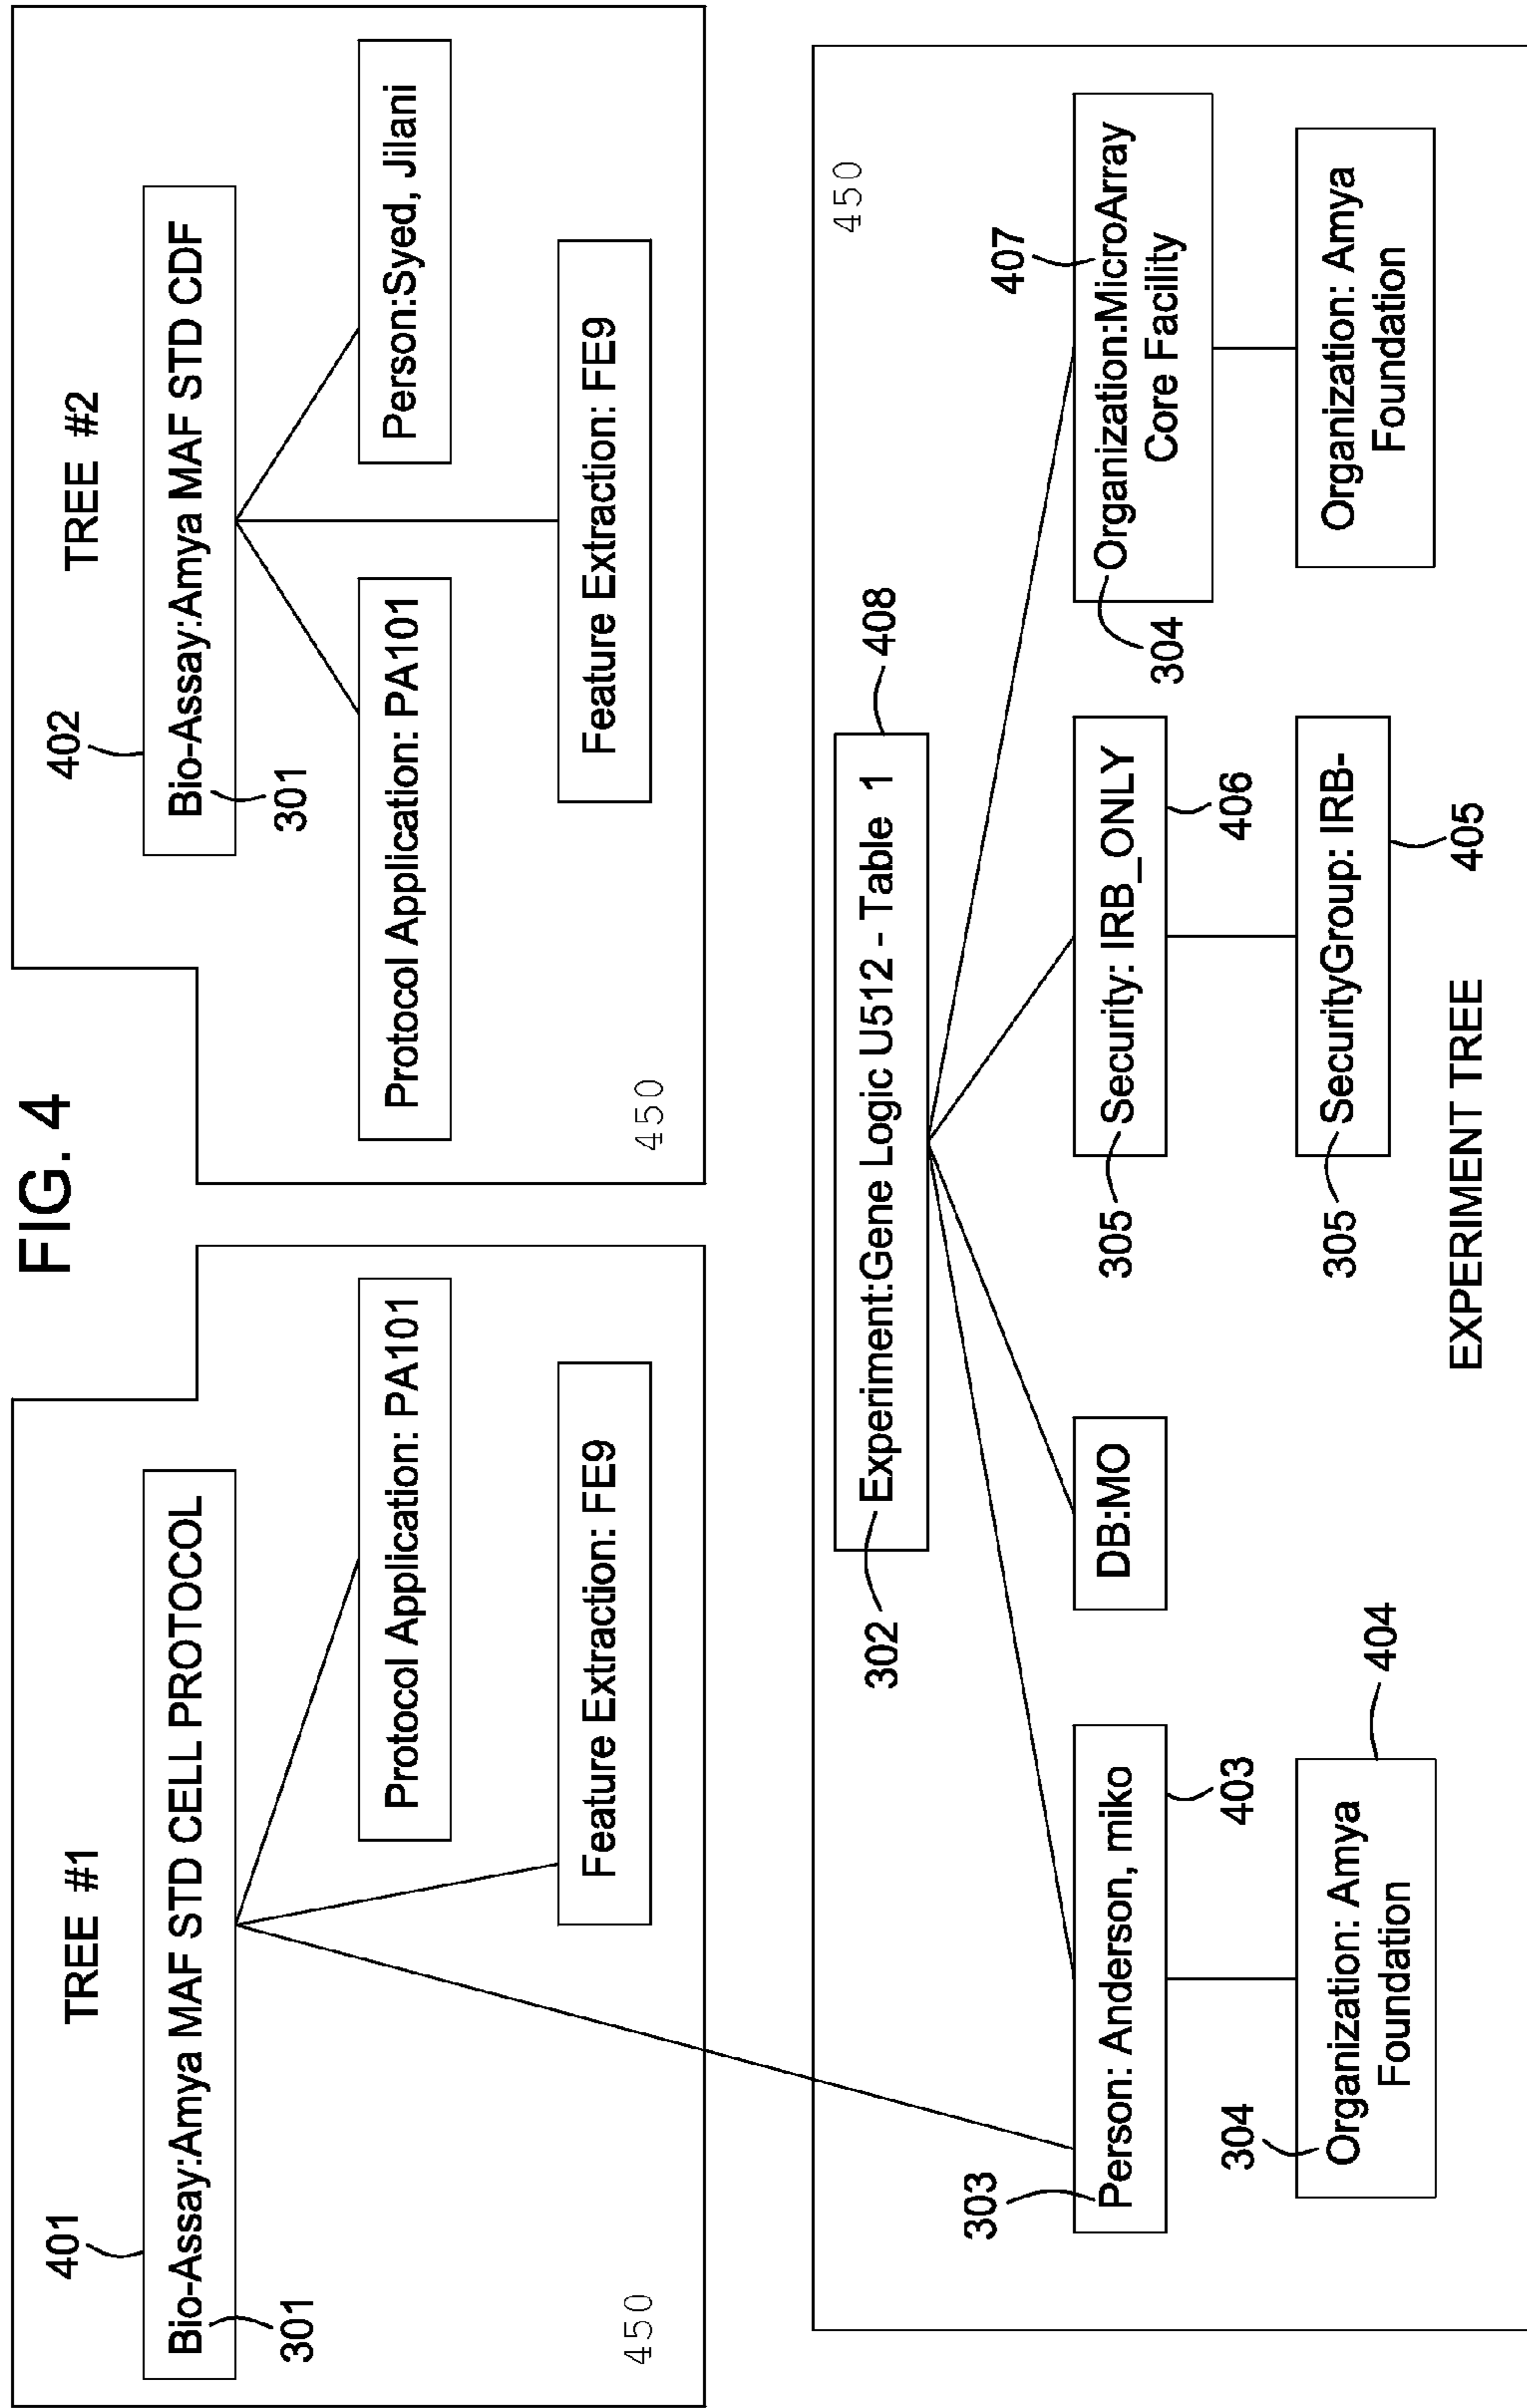 FIG. 4
TREE #1
401
Bio-Assay:Amya MAF STD CELL PROTOCOL
301
Protocol Application: PA101
Feature Extraction: FE9
450
TREE #2
402
Bio-Assay:Amya MAF STD CDF
301
Protocol Application: PA101
Person:Syed, Jilani
Feature Extraction: FE9
450
450
302
Experiment:Gene Logic U512 - Table 1
408
303
Person: Anderson, miko
403
304
Organization: Amya
Foundation
404
DB:MO
305
Security: IRB_ONLY
406
305
SecurityGroup: IRB-
405
407
304
Organization:MicroArray
Core Facility
Organization: Amya
Foundation
EXPERIMENT TREE